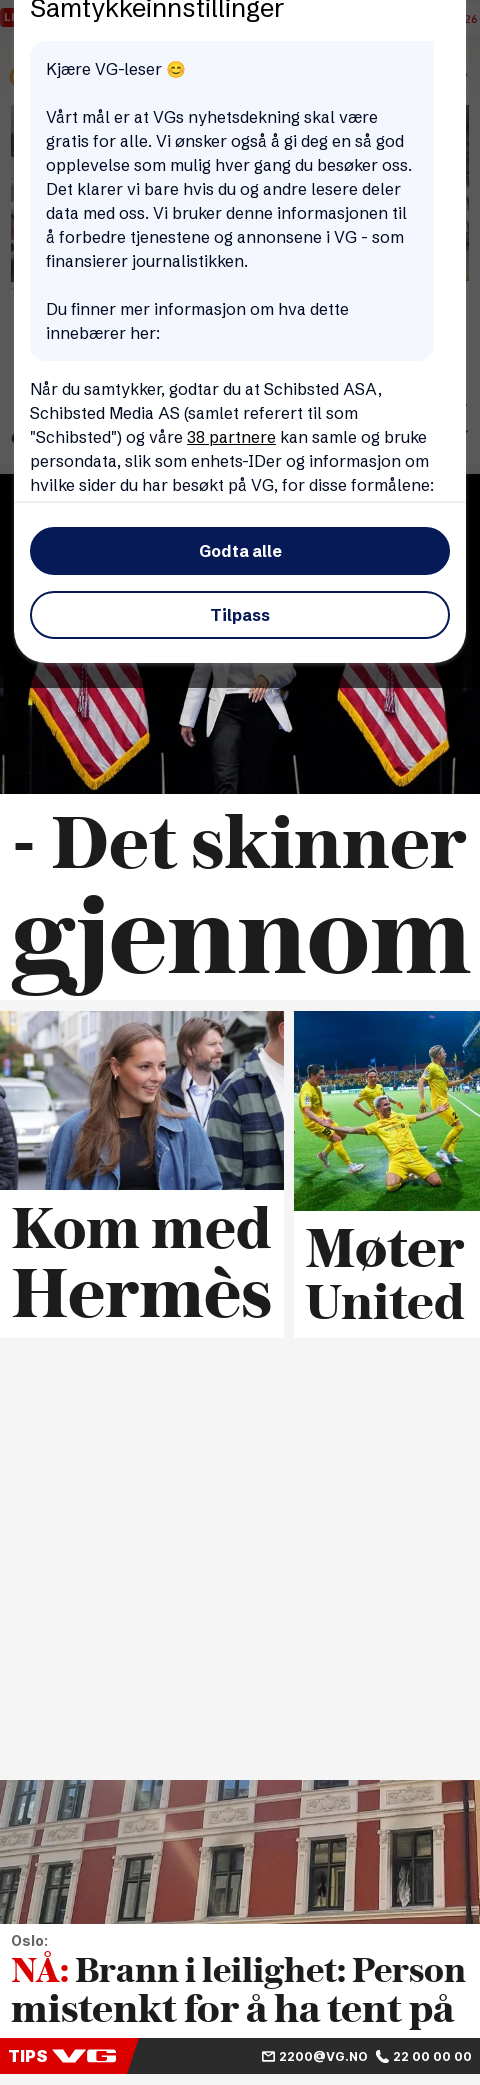 Samtykkeinnstillinger
Kjære VG-leser 😊
Vårt mål er at VGs nyhetsdekning skal være
gratis for alle. Vi ønsker også å gi deg en så god
opplevelse som mulig hver gang du besøker oss.
Det klarer vi bare hvis du og andre lesere deler
data med oss. Vi bruker denne informasjonen til
å forbedre tjenestene og annonsene i VG - som
finansierer journalistikken.
Du finner mer informasjon om hva dette
innebærer her:
Når du samtykker, godtar du at Schibsted ASA,
Schibsted Media AS (samlet referert til som
"Schibsted") og våre 38 partnere kan samle og bruke
persondata, slik som enhets-IDer og informasjon om
hvilke sider du har besøkt på VG, for disse formålene:
Godta alle
Tilpass
- Det skinner
gjennom
Kom med
Hermès
Møter
United
Oslo:
NÅ: Brann i leilighet: Person
mistenkt for å ha tent på
TIPS VG 2200@VG.NO 22 00 00 00